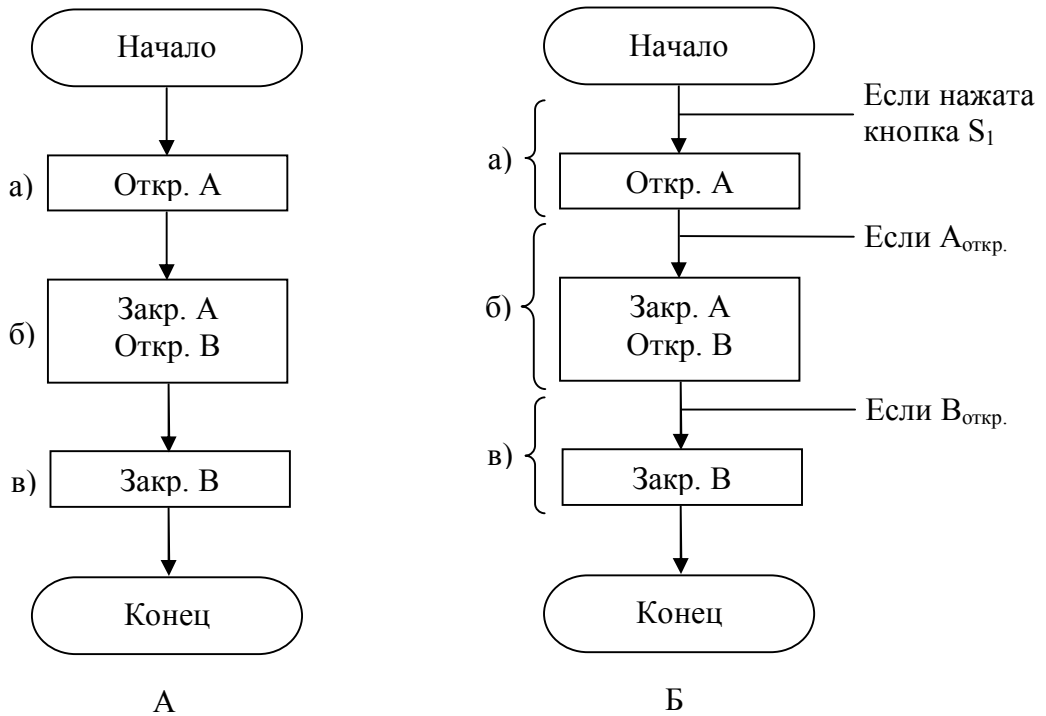 Начало
а)
Откр. А
б)
Закр. А
Откр. В
в)
Закр. В
Конец
А
Начало
Если нажата
кнопка S1
а)
Откр. А
Если Аоткр.
б)
Закр. А
Откр. В
Если Воткр.
в)
Закр. В
Конец
Б